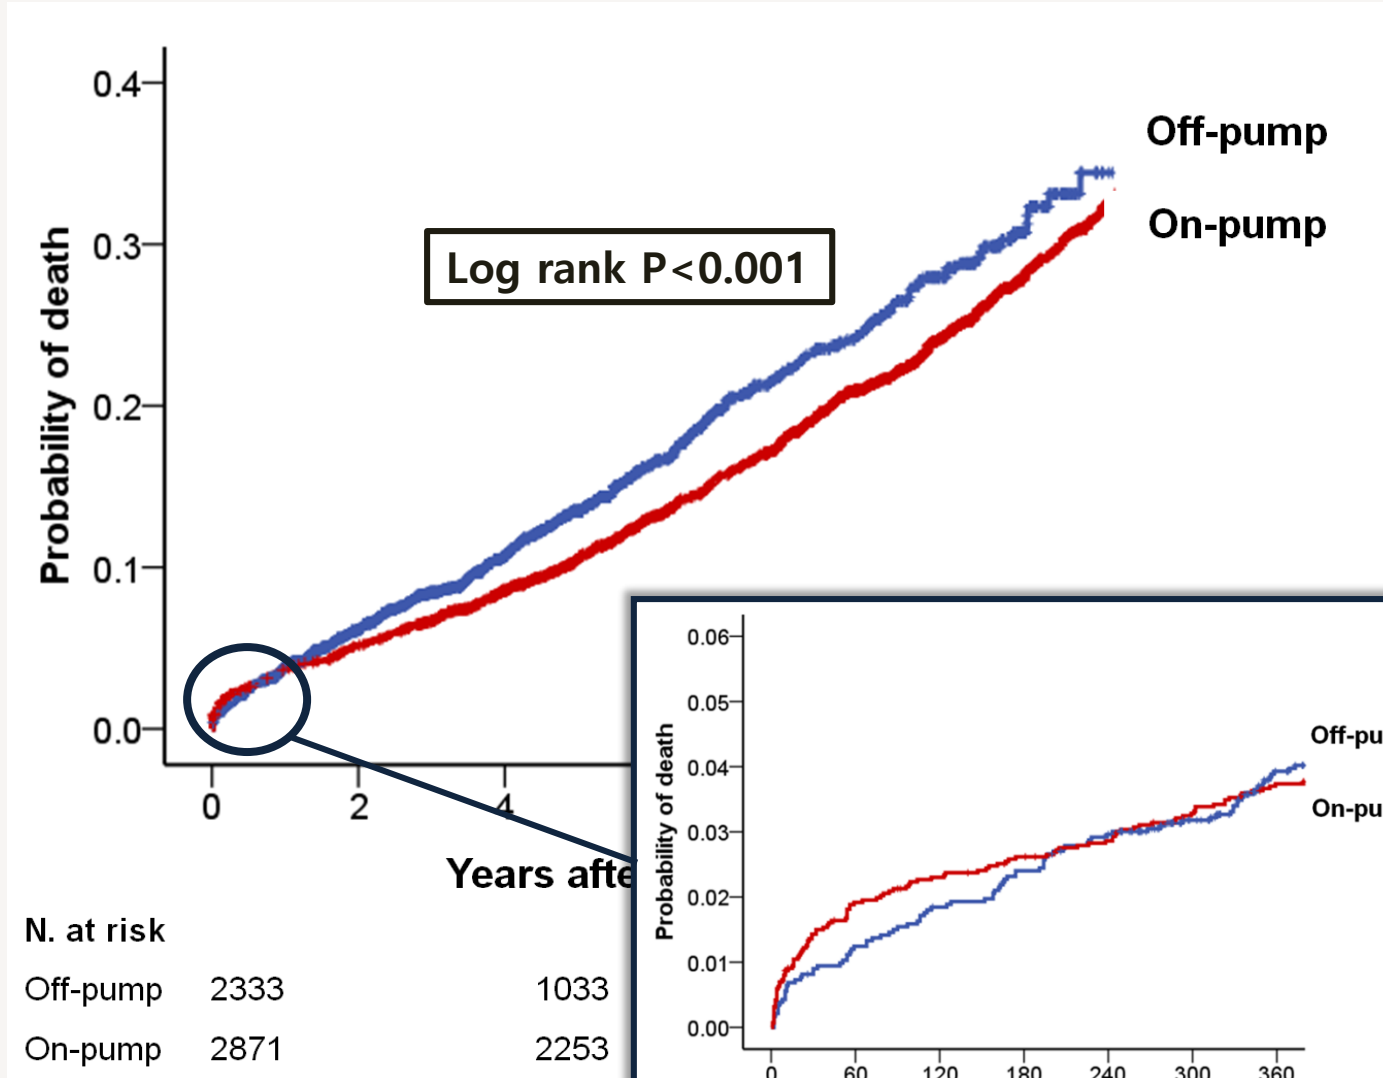 0.4
0.3
0.2
0.1
0.0
Probability of death
Off-pump
On-pump
Log rank P<0.001
0 2 4
Years afte
N. at risk
Off-pump 2333 1033
On-pump 2871 2253
0.06
0.05
0.04
0.03
0.02
0.01
0.00
Probability of death
Off-pu
On-pu
0 60 120 180 240 300 360